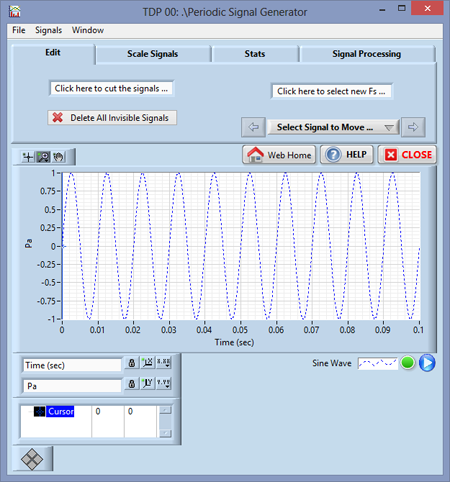 TDP 00: .\Periodic Signal Generator
File Signals Window
Edit Scale Signals Stats Signal Processing
Click here to cut the signals ...
Click here to select new Fs ...
Delete All Invisible Signals
Select Signal to Move ...
Web Home
? HELP
CLOSE
Pa
1
0.75
0.5
0.25
0
-0.25
-0.5
-0.75
-1
0 0.01 0.02 0.03 0.04 0.05 0.06 0.07 0.08 0.09 0.1
Time (sec)
Time (sec)
Sine Wave
Pa
Cursor 0 0